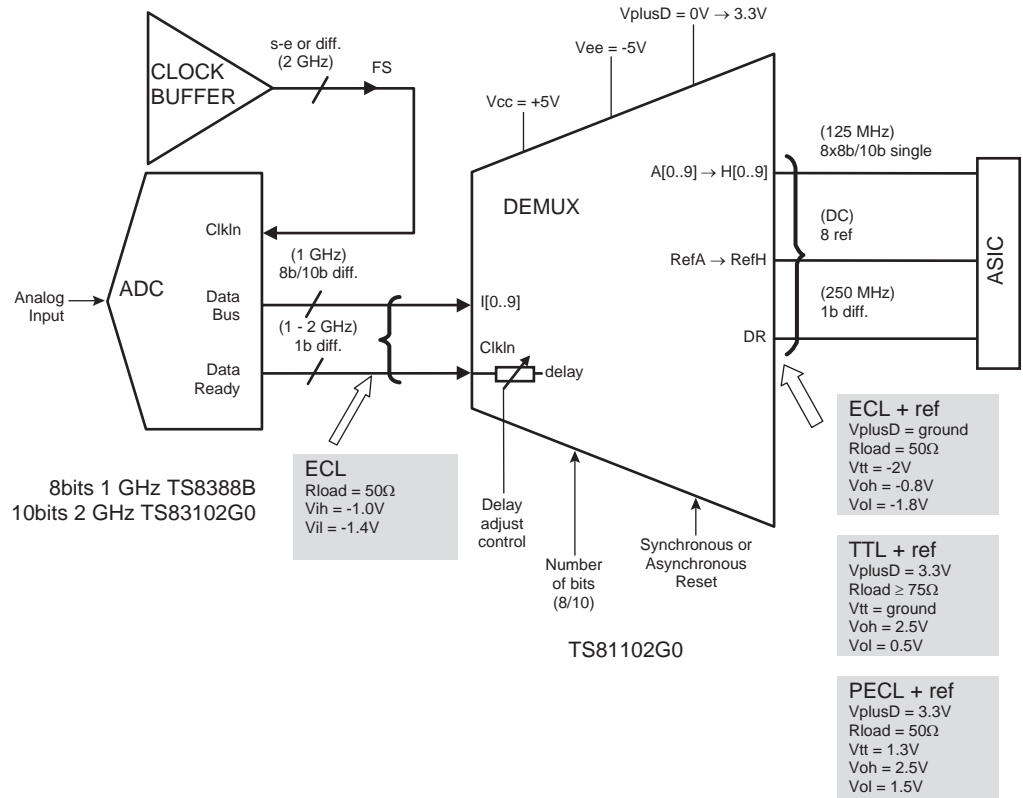 VplusD = 0V → 3.3V
Vee = -5V
Vcc = +5V
s-e or diff.
(2 GHz)
FS
CLOCK
BUFFER
ADC
ClkIn
Analog
Input
Data
Bus
Data
Ready
(1 GHz)
8b/10b diff.
(1 - 2 GHz)
1b diff.
DEMUX
I[0..9]
ClkIn
delay
A[0..9] → H[0..9]
RefA → RefH
DR
(125 MHz)
8x8b/10b single
(DC)
8 ref
(250 MHz)
1b diff.
ASIC
8bits 1 GHz TS8388B
10bits 2 GHz TS83102G0
ECL
Rload = 50Ω
Vih = -1.0V
Vil = -1.4V
Delay
adjust
control
Number
of bits
(8/10)
Synchronous or
Asynchronous
Reset
TS81102G0
ECL + ref
VplusD = ground
Rload = 50Ω
Vtt = -2V
Voh = -0.8V
Vol = -1.8V
TTL + ref
VplusD = 3.3V
Rload ≥ 75Ω
Vtt = ground
Voh = 2.5V
Vol = 0.5V
PECL + ref
VplusD = 3.3V
Rload = 50Ω
Vtt = 1.3V
Voh = 2.5V
Vol = 1.5V